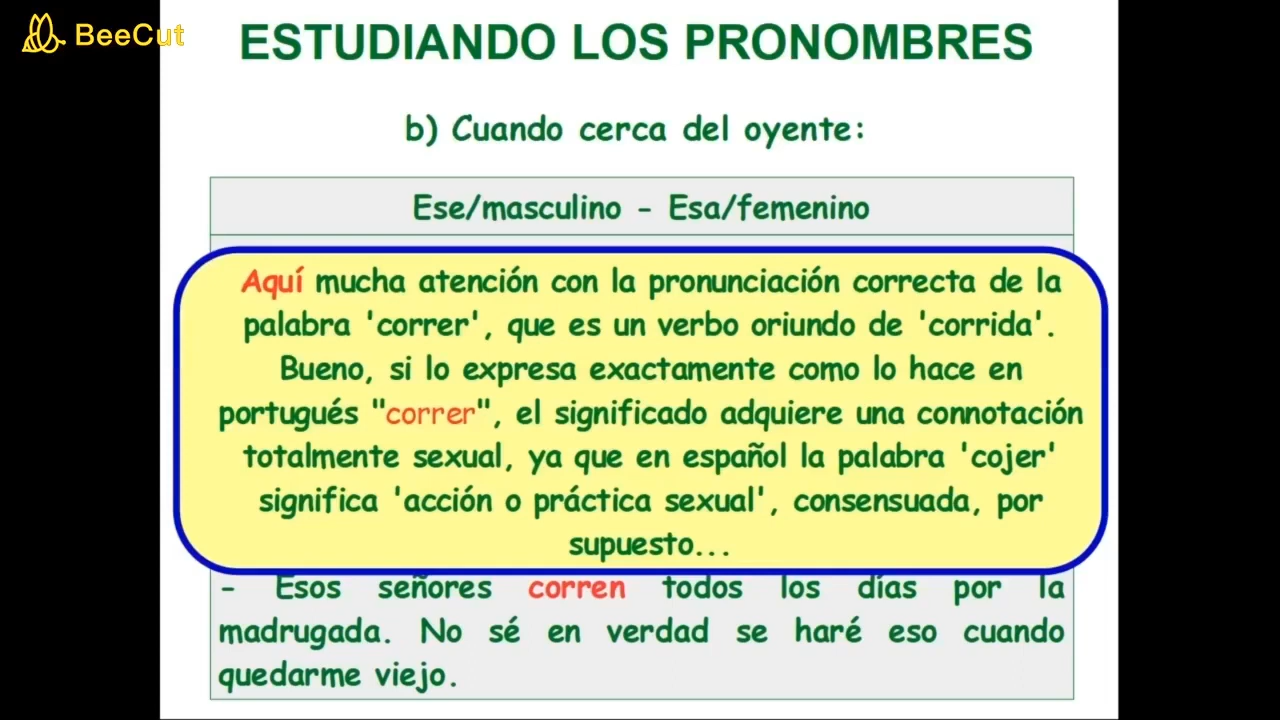 BeeCut
ESTUDIANDO LOS PRONOMBRES
b) Cuando cerca del oyente:
Ese/masculino - Esa/femenino
Aquí mucha atención con la pronunciación correcta de la
palabra 'correr', que es un verbo oriundo de 'corrida'.
Bueno, si lo expresa exactamente como lo hace en
portugués "correr", el significado adquiere una connotación
totalmente sexual, ya que en español la palabra 'cojer'
significa 'acción o práctica sexual', consensuada, por
supuesto...
- Esos señores corren todos los días por la
madrugada. No sé en verdad se haré eso cuando
quedarme viejo.